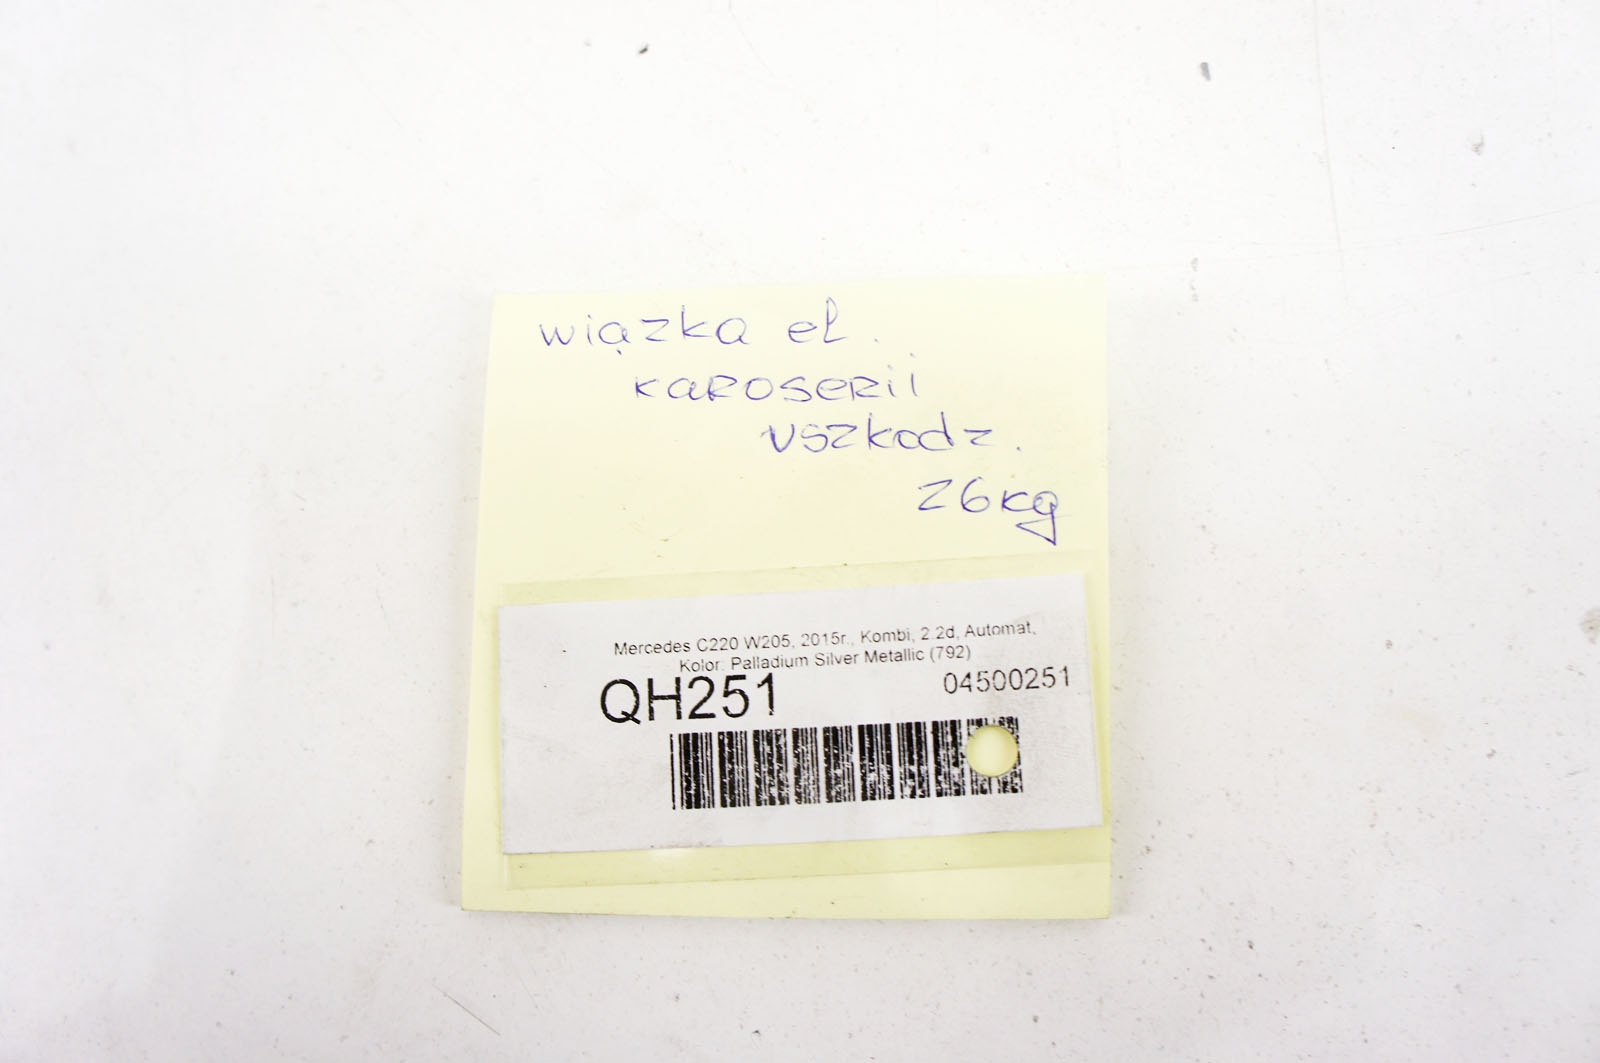 wiązka el.
karoserii
uszkodz.
26kg
Mercedes C220 W205, 2015r., Kombi, 2.2d, Automat,
Kolor: Palladium Silver Metallic (792)
QH251 04500251